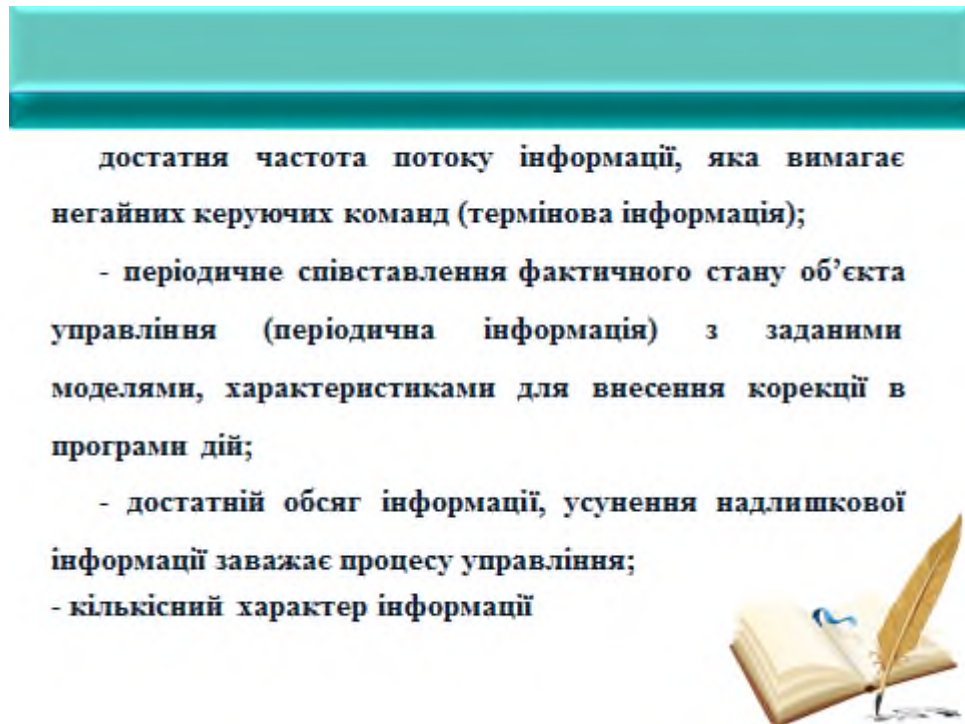 достатня частота потоку інформації, яка вимагає
негайних керуючих команд (термінова інформація);
- періодичне співставлення фактичного стану об’єкта
управління (періодична інформація) з заданими
моделями, характеристиками для внесення корекції в
програми дій;
- достатній обсяг інформації, усунення надлишкової
інформації заважає процесу управління;
- кількісний характер інформації